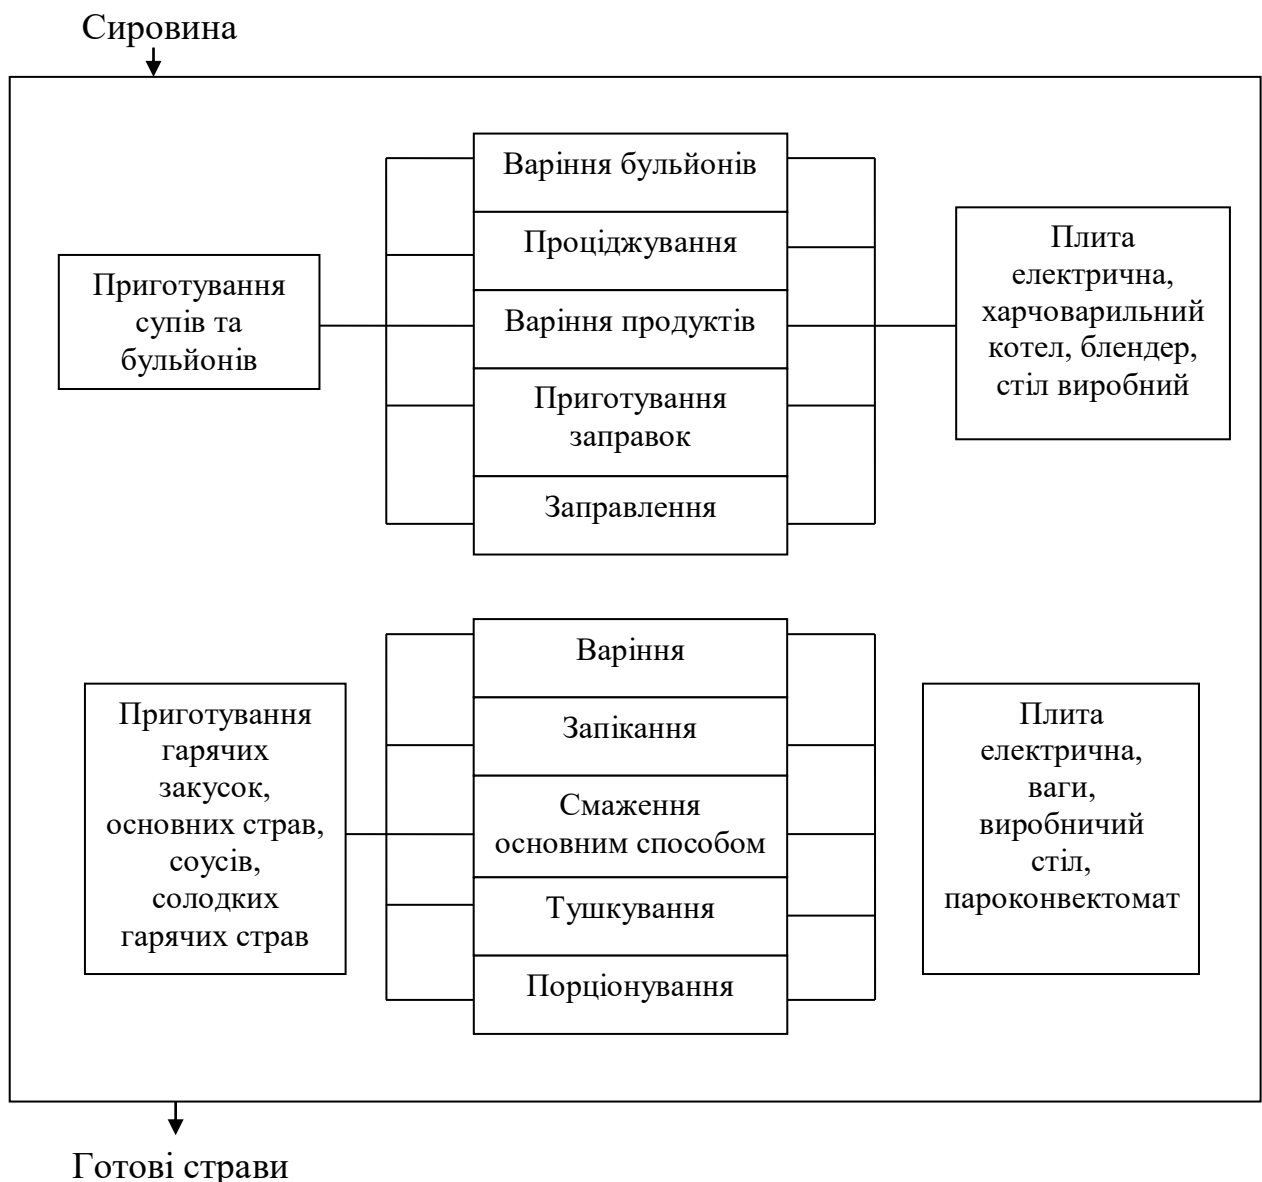 Сировина
Варіння бульйонів
Проціджування
Варіння продуктів
Приготування
заправок
Заправлення
Приготування
супів та
бульйонів
Плита
електрична,
харчоварильний
котел, блендер,
стіл виробний
Варіння
Запікання
Смаження
основним способом
Тушкування
Порціонування
Приготування
гарячих
закусок,
основних страв,
соусів,
солодких
гарячих страв
Плита
електрична,
ваги,
виробничий
стіл,
пароконвектомат
Готові страви